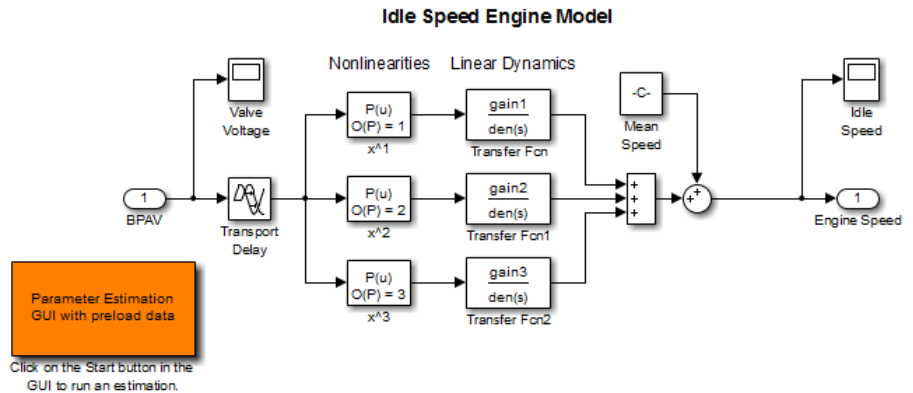 Idle Speed Engine Model
Nonlinearities
Linear Dynamics
Valve
Voltage
P(u)
O(P) = 1
x^1
gain1
den(s)
Transfer Fcn
-C-
Mean
Speed
Idle
Speed
1
BPAV
Transport
Delay
P(u)
O(P) = 2
x^2
gain2
den(s)
Transfer Fcn1
+
+
+
+
+
1
Engine Speed
P(u)
O(P) = 3
x^3
gain3
den(s)
Transfer Fcn2
Parameter Estimation
GUI with preload data
Click on the Start button in the
GUI to run an estimation.